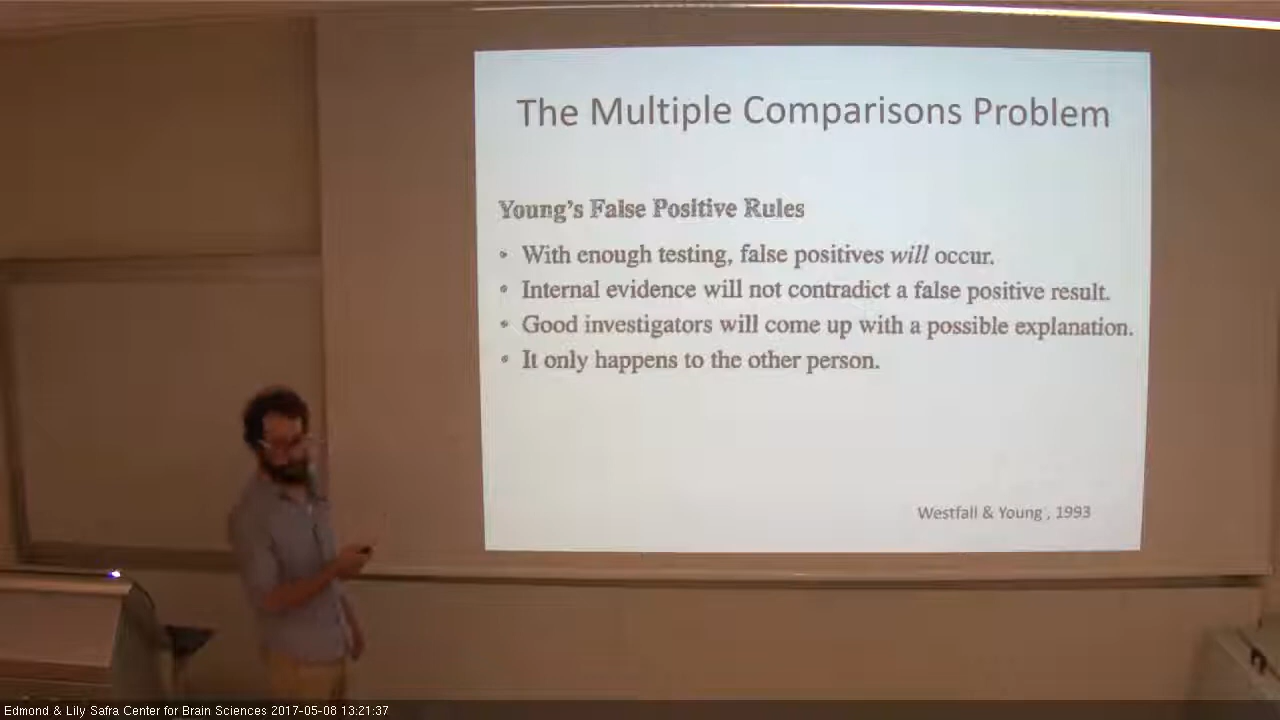 The Multiple Comparisons Problem
Young's False Positive Rules
• With enough testing, false positives will occur.
• Internal evidence will not contradict a false positive result.
• Good investigators will come up with a possible explanation.
• It only happens to the other person.
Westfall & Young , 1993
Edmond & Lily Safra Center for Brain Sciences 2017-05-08 13:21:37